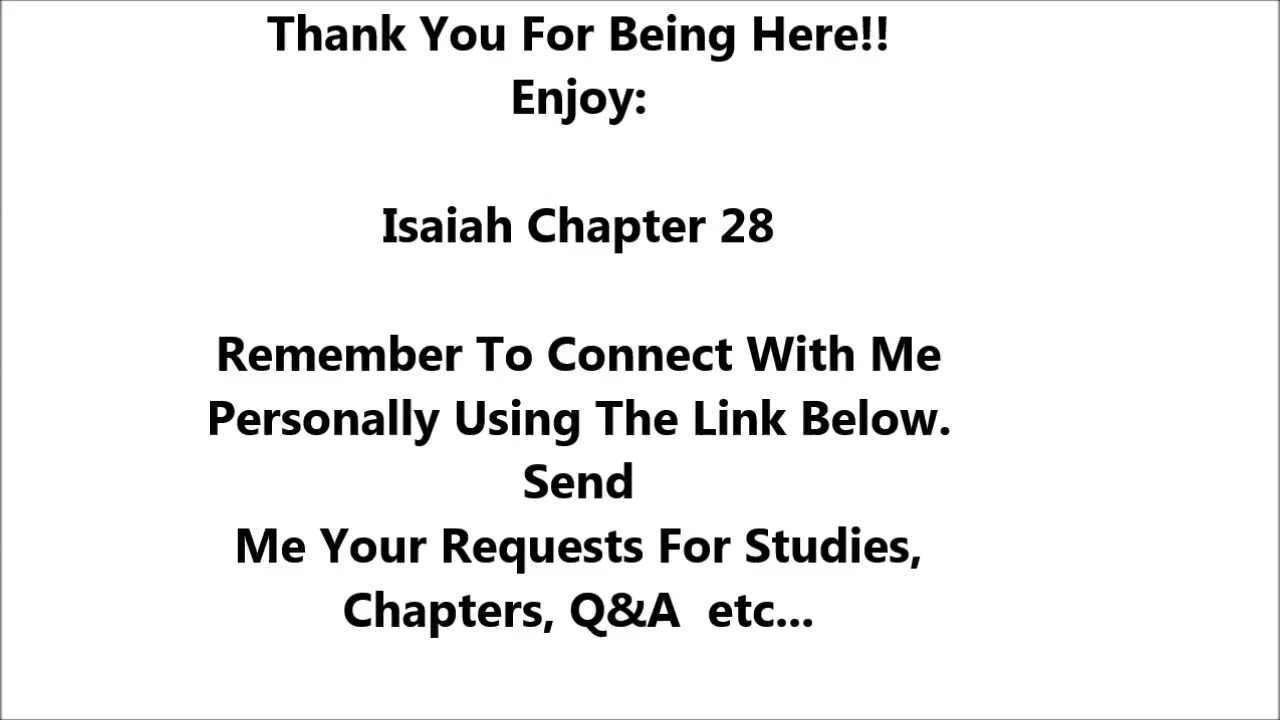 Thank You For Being Here!!
Enjoy:
Isaiah Chapter 28
Remember To Connect With Me
Personally Using The Link Below.
Send
Me Your Requests For Studies,
Chapters, Q&A  etc...